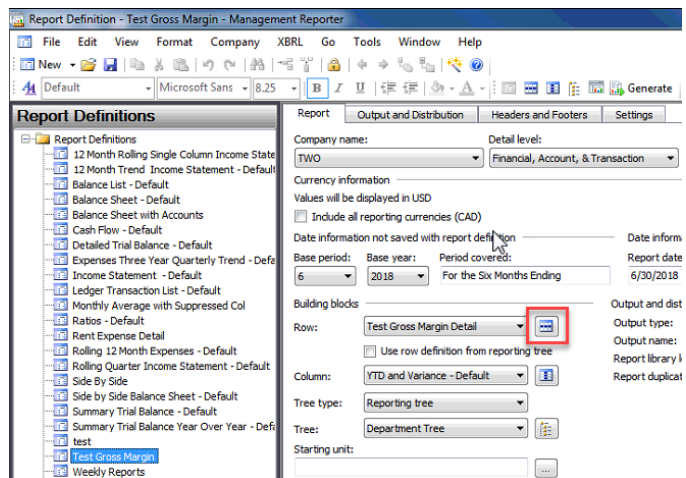 Report Definition - Test Gross Margin - Management Reporter
File Edit View Format Company XBRL Go Tools Window Help
New
Default Microsoft Sans 8.25 B I U A Generate
Report Definitions
Report Definitions
12 Month Rolling Single Column Income State
12 Month Trend Income Statement - Default
Balance List - Default
Balance Sheet - Default
Balance Sheet with Accounts
Cash Flow - Default
Detailed Trial Balance - Default
Expenses Three Year Quarterly Trend - Defa
Income Statement - Default
Ledger Transaction List - Default
Monthly Average with Suppressed Col
Ratios - Default
Rent Expense Detail
Rolling 12 Month Expenses - Default
Rolling Quarter Income Statement - Default
Side By Side
Side by Side Balance Sheet - Default
Summary Trial Balance - Default
Summary Trial Balance Year Over Year - Defa
test
Test Gross Margin
Weekly Reports
Report Output and Distribution Headers and Footers Settings
Company name: Detail level:
TWO Financial, Account, & Transaction
Currency information
Values will be displayed in USD
Include all reporting currencies (CAD)
Date information not saved with report definition Date inform
Base period: Base year: Period covered: Report date
6 2018 For the Six Months Ending 6/30/2018
Building blocks Output and dist
Row: Test Gross Margin Detail Output type:
Use row definition from reporting tree Output name:
Report library l
Column: YTD and Variance - Default Report duplicat
Tree type: Reporting tree
Tree: Department Tree
Starting unit:
...